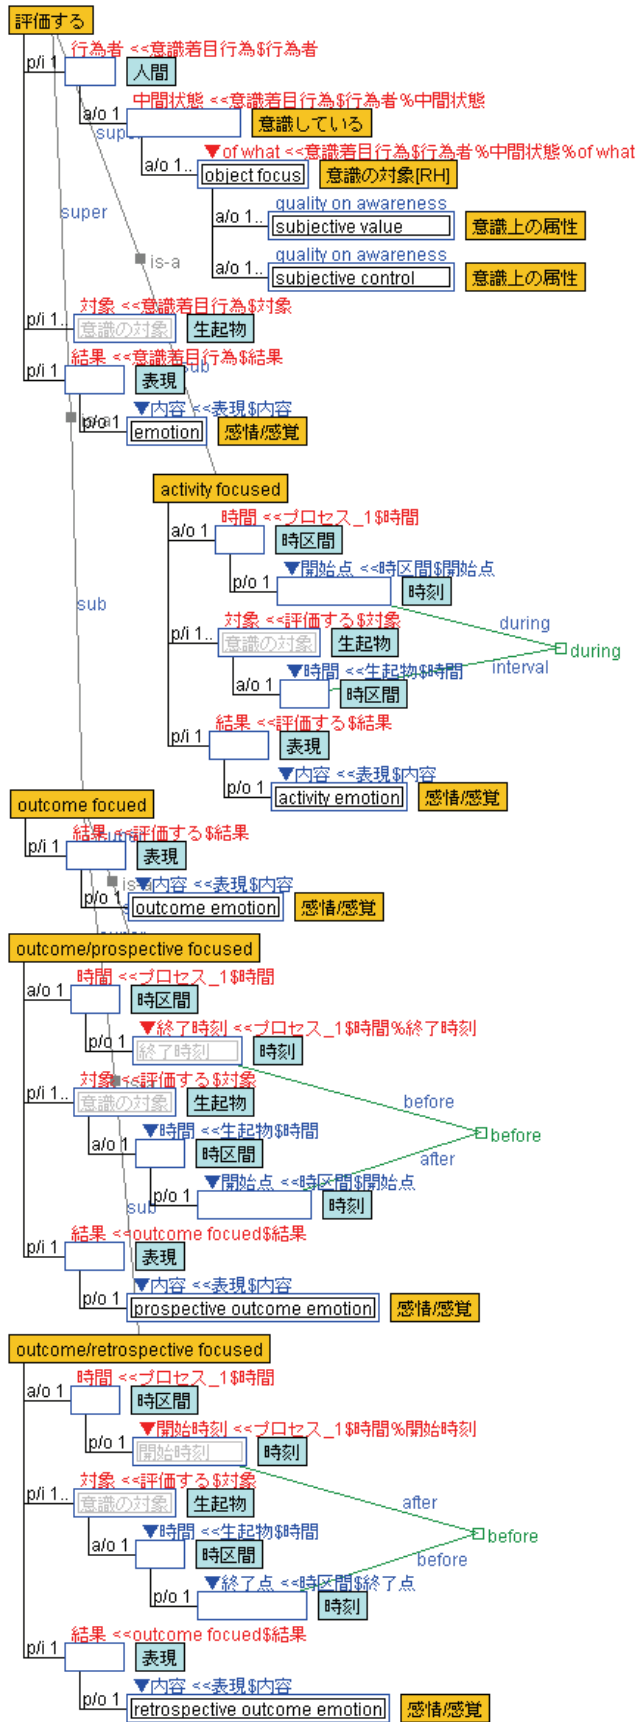 評価する
行為者 <<意識着目行為$行為者
p/i 1
人間
中間状態 <<意識着目行為$行為者%中間状態
a/o 1
意識している
super
▼of what <<意識着目行為$行為者%中間状態%of what
a/o 1..
object focus
意識の対象[RH]
quality on awareness
a/o 1..
subjective value
意識上の属性
super
is-a
quality on awareness
a/o 1..
subjective control
意識上の属性
対象 <<意識着目行為$対象
p/i 1..
意識の対象
生起物
結果 <<意識着目行為$結果
p/i 1
表現
sub
▼内容 <<表現$内容
p/o 1
is-a
emotion
感情/感覚
activity focused
時間 <<プロセス_1$時間
a/o 1
時区間
▼開始点 <<時区間$開始点
p/o 1
時刻
sub
対象 <<評価する$対象
during
p/i 1..
意識の対象
生起物
during
▼時間 <<生起物$時間
interval
a/o 1
時区間
結果 <<評価する$結果
p/i 1
表現
▼内容 <<表現$内容
p/o 1
activity emotion
感情/感覚
outcome focued
結果 <<評価する$結果
super
p/i 1
表現
is-a
▼内容 <<表現$内容
p/o 1
outcome emotion
感情/感覚
outcome/prospective focused
時間 <<プロセス_1$時間
a/o 1
時区間
▼終了時刻 <<プロセス_1$時間%終了時刻
p/o 1
終了時刻
時刻
対象 <<評価する$対象
p/i 1..
意識の対象
生起物
before
▼時間 <<生起物$時間
before
a/o 1
時区間
after
▼開始点 <<時区間$開始点
p/o 1
時刻
sub
結果 <<outcome focued$結果
p/i 1
表現
▼内容 <<表現$内容
p/o 1
prospective outcome emotion
感情/感覚
outcome/retrospective focused
時間 <<プロセス_1$時間
a/o 1
時区間
▼開始時刻 <<プロセス_1$時間%開始時刻
p/o 1
開始時刻
時刻
対象 <<評価する$対象
p/i 1..
意識の対象
生起物
after
▼時間 <<生起物$時間
before
a/o 1
時区間
before
▼終了点 <<時区間$終了点
p/o 1
時刻
結果 <<outcome focued$結果
p/i 1
表現
▼内容 <<表現$内容
p/o 1
retrospective outcome emotion
感情/感覚